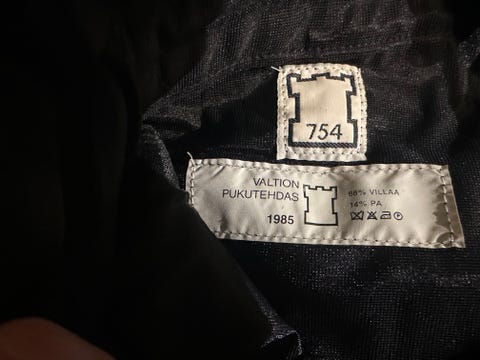 754
VALTION
PUKUTEHDAS
1985
86% VILLAA
14% PA